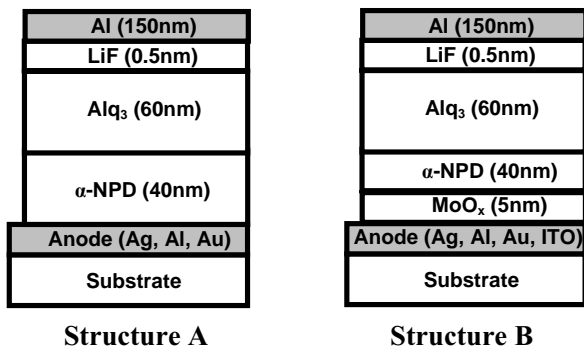 Al (150nm)
LiF (0.5nm)
Alq₃ (60nm)
α-NPD (40nm)
Anode (Ag, Al, Au)
Substrate
Structure A
Al (150nm)
LiF (0.5nm)
Alq₃ (60nm)
α-NPD (40nm)
MoOₓ (5nm)
Anode (Ag, Al, Au, ITO)
Substrate
Structure B